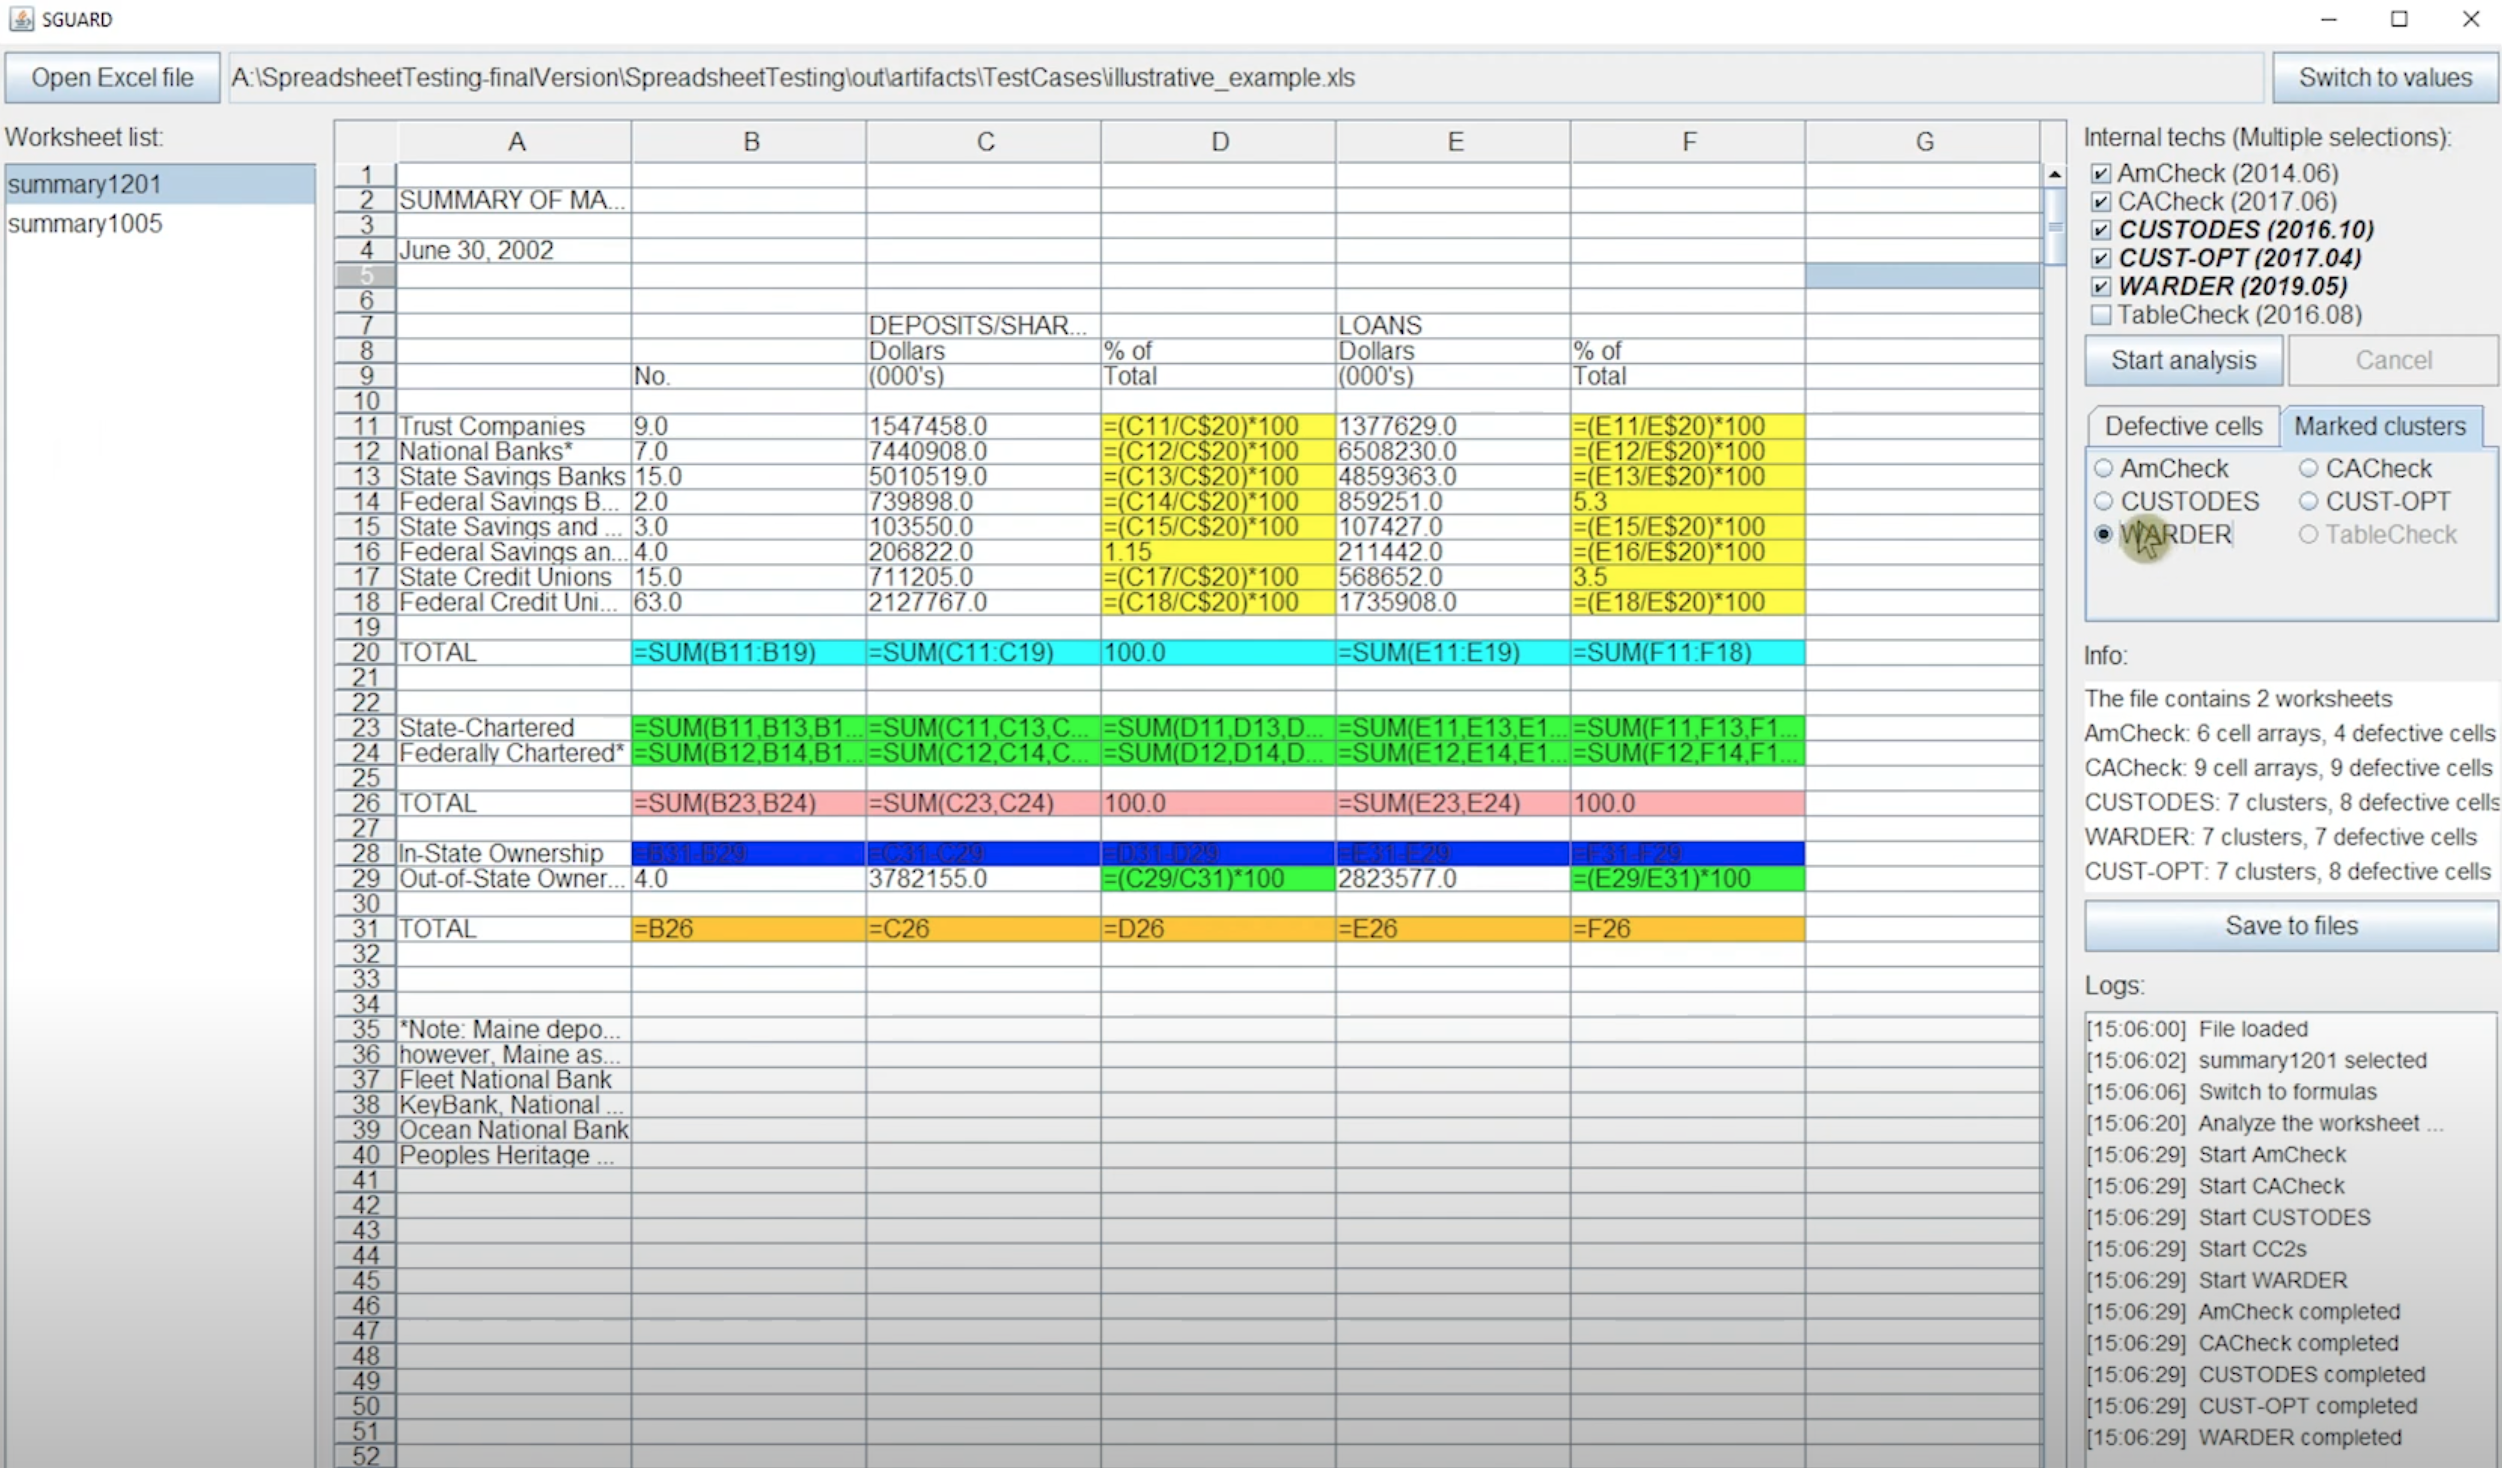 SGUARD
Open Excel file A:\SpreadsheetTesting-finalVersion\SpreadsheetTesting\out\artifacts\TestCases\illustrative_example.xls Switch to values
Worksheet list:
summary1201
summary1005
A B C D E F G
1
2 SUMMARY OF MA...
3
4 June 30, 2002
5
6
7 DEPOSITS/SHAR... LOANS
8 Dollars % of Dollars % of
9 No. (000's) Total (000's) Total
10
11 Trust Companies 9.0 1547458.0 =(C11/C$20)*100 1377629.0 =(E11/E$20)*100
12 National Banks* 7.0 7440908.0 =(C12/C$20)*100 6508230.0 =(E12/E$20)*100
13 State Savings Banks 15.0 5010519.0 =(C13/C$20)*100 4859363.0 =(E13/E$20)*100
14 Federal Savings B... 2.0 739898.0 =(C14/C$20)*100 859251.0 5.3
15 State Savings and ... 3.0 103550.0 =(C15/C$20)*100 107427.0 =(E15/E$20)*100
16 Federal Savings an... 4.0 206822.0 1.15 211442.0 =(E16/E$20)*100
17 State Credit Unions 15.0 711205.0 =(C17/C$20)*100 568652.0 3.5
18 Federal Credit Uni... 63.0 2127767.0 =(C18/C$20)*100 1735908.0 =(E18/E$20)*100
19
20 TOTAL =SUM(B11:B19) =SUM(C11:C19) 100.0 =SUM(E11:E19) =SUM(F11:F18)
21
22
23 State-Chartered =SUM(B11,B13,B1... =SUM(C11,C13,C... =SUM(D11,D13,D... =SUM(E11,E13,E1... =SUM(F11,F13,F1...
24 Federally Chartered* =SUM(B12,B14,B1... =SUM(C12,C14,C... =SUM(D12,D14,D... =SUM(E12,E14,E1... =SUM(F12,F14,F1...
25
26 TOTAL =SUM(B23,B24) =SUM(C23,C24) 100.0 =SUM(E23,E24) 100.0
27
28 In-State Ownership =B31-B29 =C31-C29 =D31-D29 =E31-E29 =F31-F29
29 Out-of-State Owner... 4.0 3782155.0 =(C29/C31)*100 2823577.0 =(E29/E31)*100
30
31 TOTAL =B26 =C26 =D26 =E26 =F26
32
33
34
35 *Note: Maine depo...
36 however, Maine as...
37 Fleet National Bank
38 KeyBank, National ...
39 Ocean National Bank
40 Peoples Heritage ...
41
42
43
44
45
46
47
48
49
50
51
52
Internal techs (Multiple selections):
AmCheck (2014.06)
CACheck (2017.06)
CUSTODES (2016.10)
CUST-OPT (2017.04)
WARDER (2019.05)
TableCheck (2016.08)
Start analysis Cancel
Defective cells Marked clusters
AmCheck CACheck
CUSTODES CUST-OPT
WARDER TableCheck
Info:
The file contains 2 worksheets
AmCheck: 6 cell arrays, 4 defective cells
CACheck: 9 cell arrays, 9 defective cells
CUSTODES: 7 clusters, 8 defective cells
WARDER: 7 clusters, 7 defective cells
CUST-OPT: 7 clusters, 8 defective cells
Save to files
Logs:
[15:06:00] File loaded
[15:06:02] summary1201 selected
[15:06:06] Switch to formulas
[15:06:20] Analyze the worksheet ...
[15:06:29] Start AmCheck
[15:06:29] Start CACheck
[15:06:29] Start CUSTODES
[15:06:29] Start CC2s
[15:06:29] Start WARDER
[15:06:29] AmCheck completed
[15:06:29] CACheck completed
[15:06:29] CUSTODES completed
[15:06:29] CUST-OPT completed
[15:06:29] WARDER completed